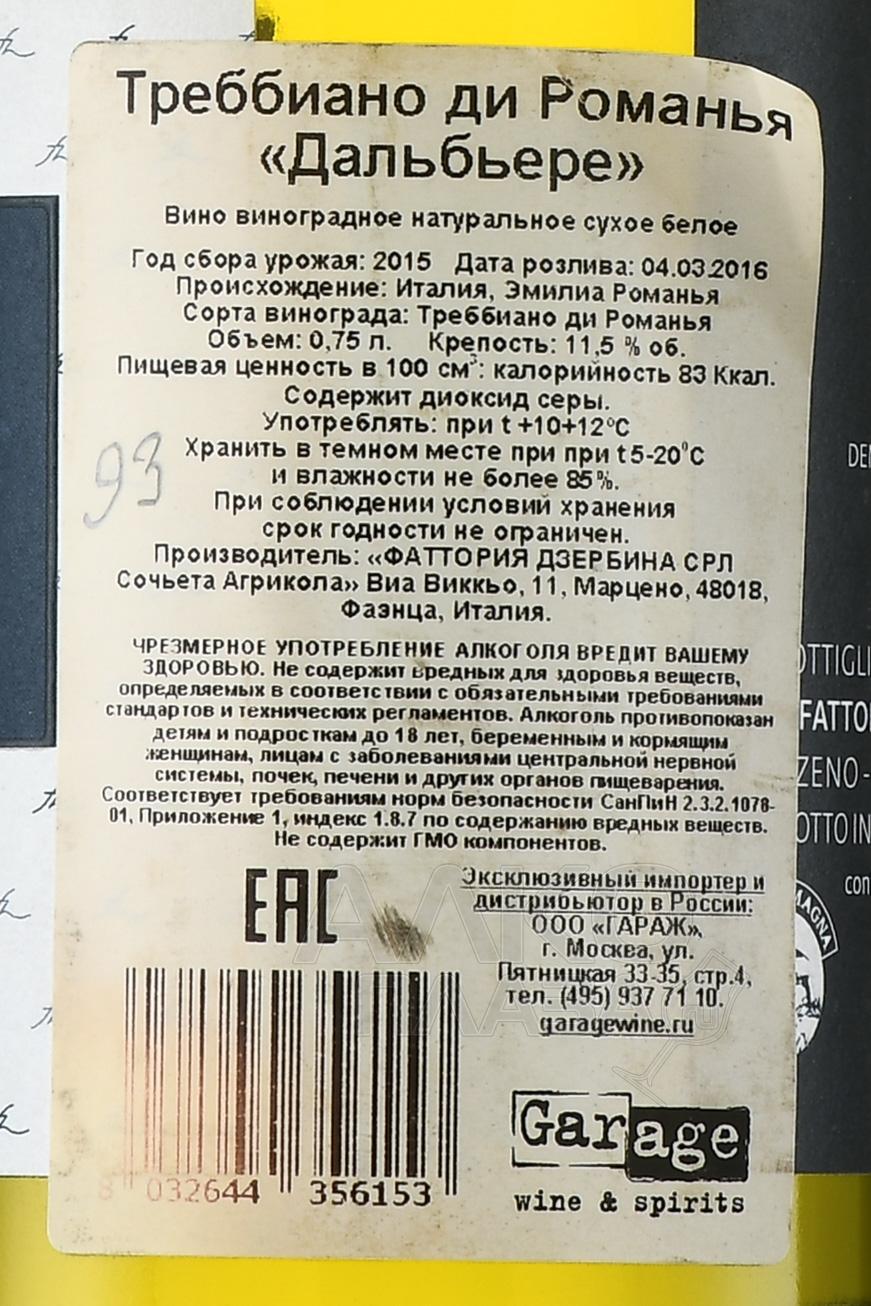 Треббиано ди Романья
«Дальбьере»
Вино виноградное натуральное сухое белое
Год сбора урожая: 2015 Дата розлива: 04.03.2016
Происхождение: Италия, Эмилиа Романья
Сорта винограда: Треббиано ди Романья
Объем: 0,75 л. Крепость: 11,5 % об.
Пищевая ценность в 100 см³: калорийность 83 Ккал.
Содержит диоксид серы.
Употреблять: при t +10+12°С
Хранить в темном месте при при t 5-20°С
и влажности не более 85%.
При соблюдении условий хранения
срок годности не ограничен.
Производитель: «ФАТТОРИЯ ДЗЕРБИНА СРЛ
Сочьета Агрикола» Виа Виккьо, 11, Марцено, 48018,
Фаэнца, Италия.
93
ЧРЕЗМЕРНОЕ УПОТРЕБЛЕНИЕ АЛКОГОЛЯ ВРЕДИТ ВАШЕМУ
ЗДОРОВЬЮ. Не содержит вредных для здоровья веществ,
определяемых в соответствии с обязательными требованиями
стандартов и технических регламентов. Алкоголь противопоказан
детям и подросткам до 18 лет, беременным и кормящим
женщинам, лицам с заболеваниями центральной нервной
системы, почек, печени и других органов пищеварения.
Соответствует требованиям норм безопасности СанПиН 2.3.2.1078-
01, Приложение 1, индекс 1.8.7 по содержанию вредных веществ.
Не содержит ГМО компонентов.
EAC
Эксклюзивный импортер и
дистрибьютор в России:
ООО «ГАРАЖ»,
г. Москва, ул.
Пятницкая 33-35, стр.4,
тел. (495) 937 71 10.
garagewine.ru
8 032644 356153
Garage
wine & spirits
DEN
OTTIGLI
FATTO
ZENO -
OTTO IN
con
MAGNA